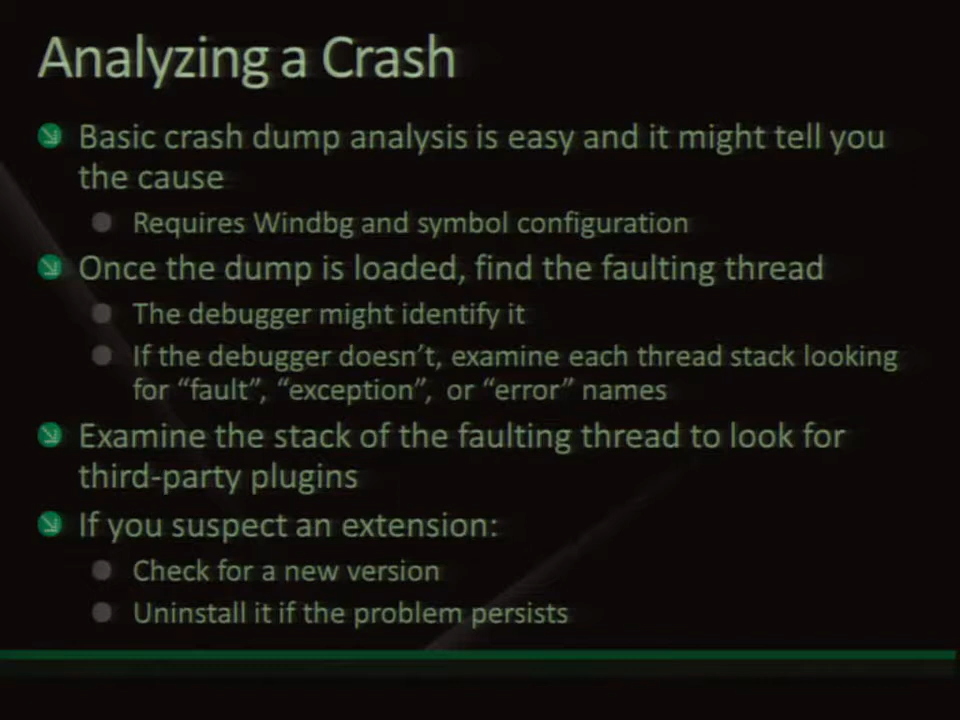 Analyzing a Crash
Basic crash dump analysis is easy and it might tell you
the cause
Requires Windbg and symbol configuration
Once the dump is loaded, find the faulting thread
The debugger might identify it
If the debugger doesn’t, examine each thread stack looking
for “fault”, “exception”, or “error” names
Examine the stack of the faulting thread to look for
third-party plugins
If you suspect an extension:
Check for a new version
Uninstall it if the problem persists